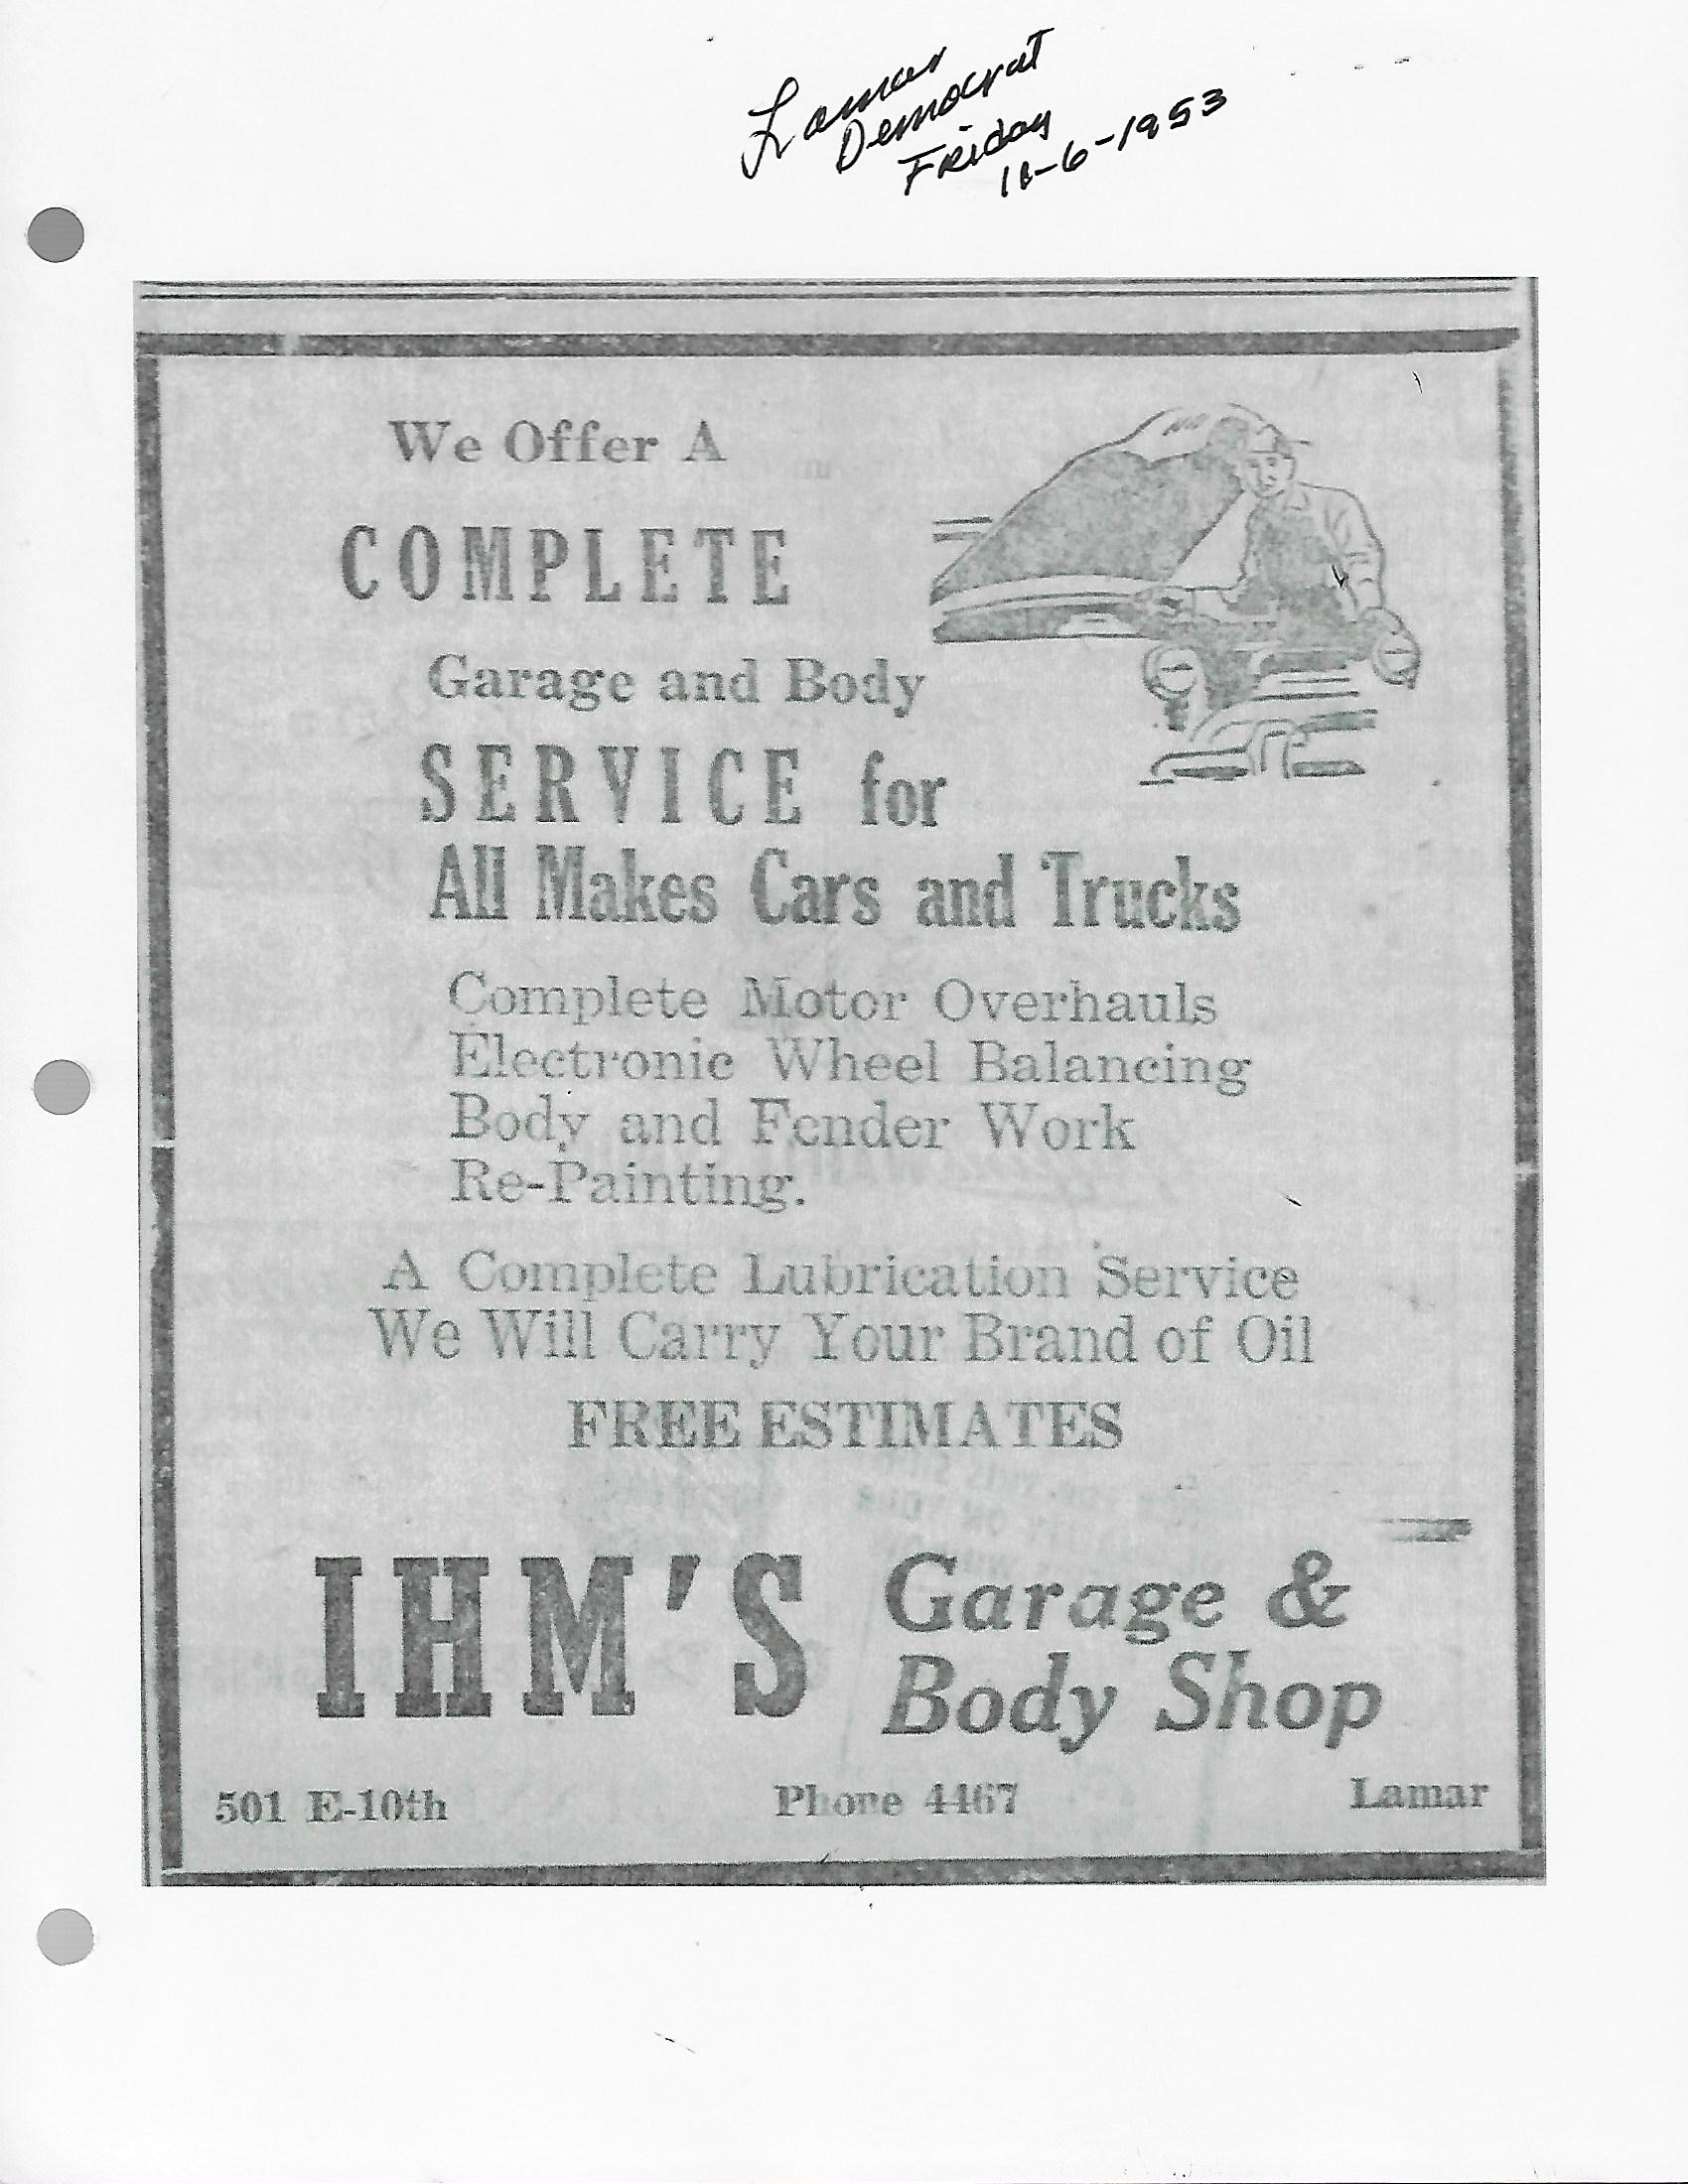 Lamar
Democrat
Friday
11-6-1953
We Offer A
COMPLETE
Garage and Body
SERVICE for
All Makes Cars and Trucks
Complete Motor Overhauls
Electronic Wheel Balancing
Body and Fender Work
Re-Painting.
A Complete Lubrication Service
We Will Carry Your Brand of Oil
FREE ESTIMATES
IHM'S Garage &
Body Shop
501 E-10th Phone 4467 Lamar